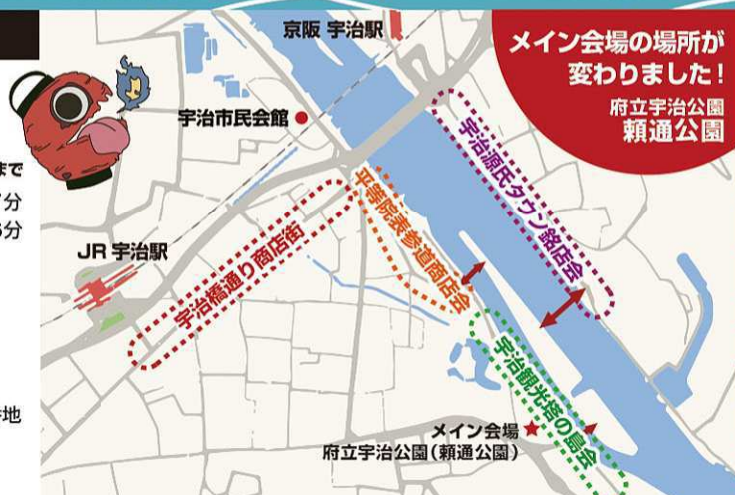 京阪 宇治駅
メイン会場の場所が
変わりました!
府立宇治公園
頼通公園
宇治市民会館
まで
分
分
JR 宇治駅
宇治橋通り商店街
平等院表参道商店会
宇治源氏タウン銘店会
宇治観光塔の島会
地
メイン会場
府立宇治公園(頼通公園)